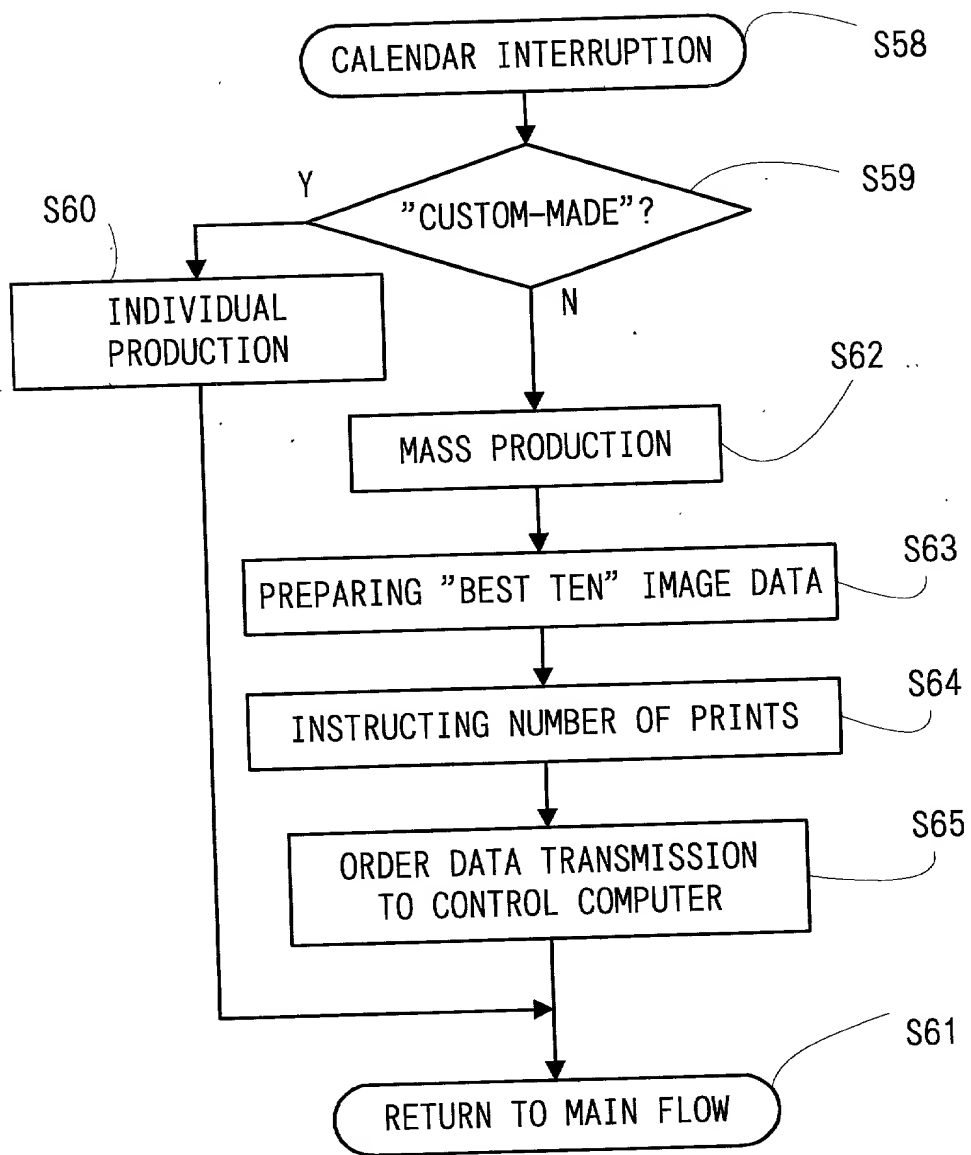 CALENDAR INTERRUPTION
S58
"CUSTOM-MADE"?
S59
Y
N
S60
INDIVIDUAL
PRODUCTION
S62
MASS PRODUCTION
S63
PREPARING "BEST TEN" IMAGE DATA
S64
INSTRUCTING NUMBER OF PRINTS
S65
ORDER DATA TRANSMISSION
TO CONTROL COMPUTER
S61
RETURN TO MAIN FLOW